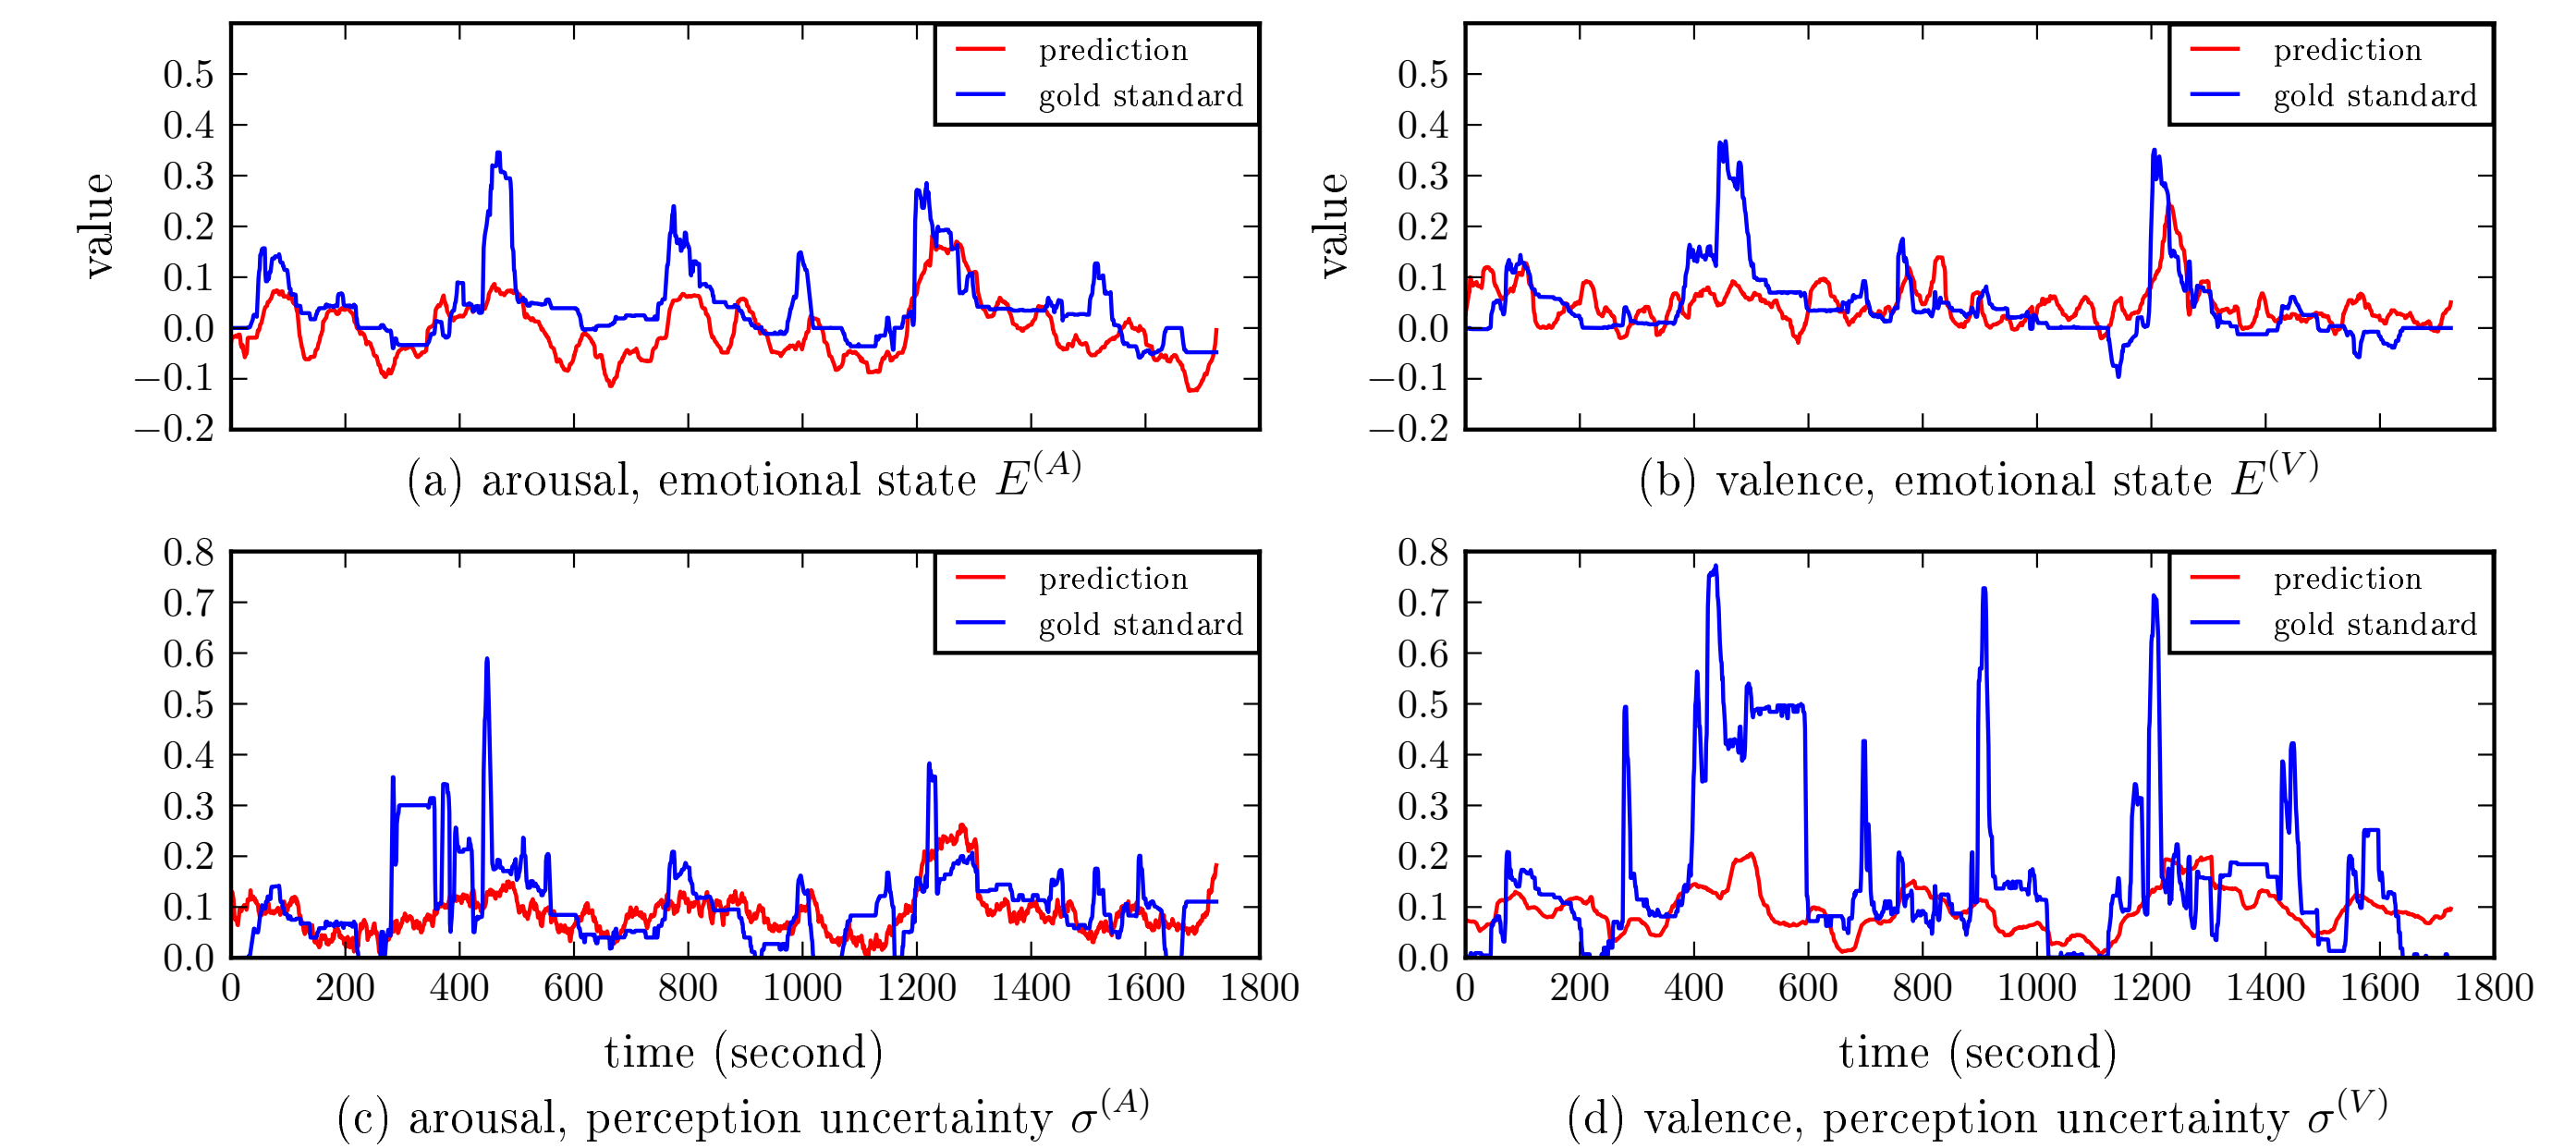 prediction
gold standard
value
0.5
0.4
0.3
0.2
0.1
0.0
−0.1
−0.2
(a) arousal, emotional state E^(A)
prediction
gold standard
value
0.5
0.4
0.3
0.2
0.1
0.0
−0.1
−0.2
(b) valence, emotional state E^(V)
prediction
gold standard
0.8
0.7
0.6
0.5
0.4
0.3
0.2
0.1
0.0
0 200 400 600 800 1000 1200 1400 1600 1800
time (second)
(c) arousal, perception uncertainty σ^(A)
prediction
gold standard
0.8
0.7
0.6
0.5
0.4
0.3
0.2
0.1
0.0
0 200 400 600 800 1000 1200 1400 1600 1800
time (second)
(d) valence, perception uncertainty σ^(V)